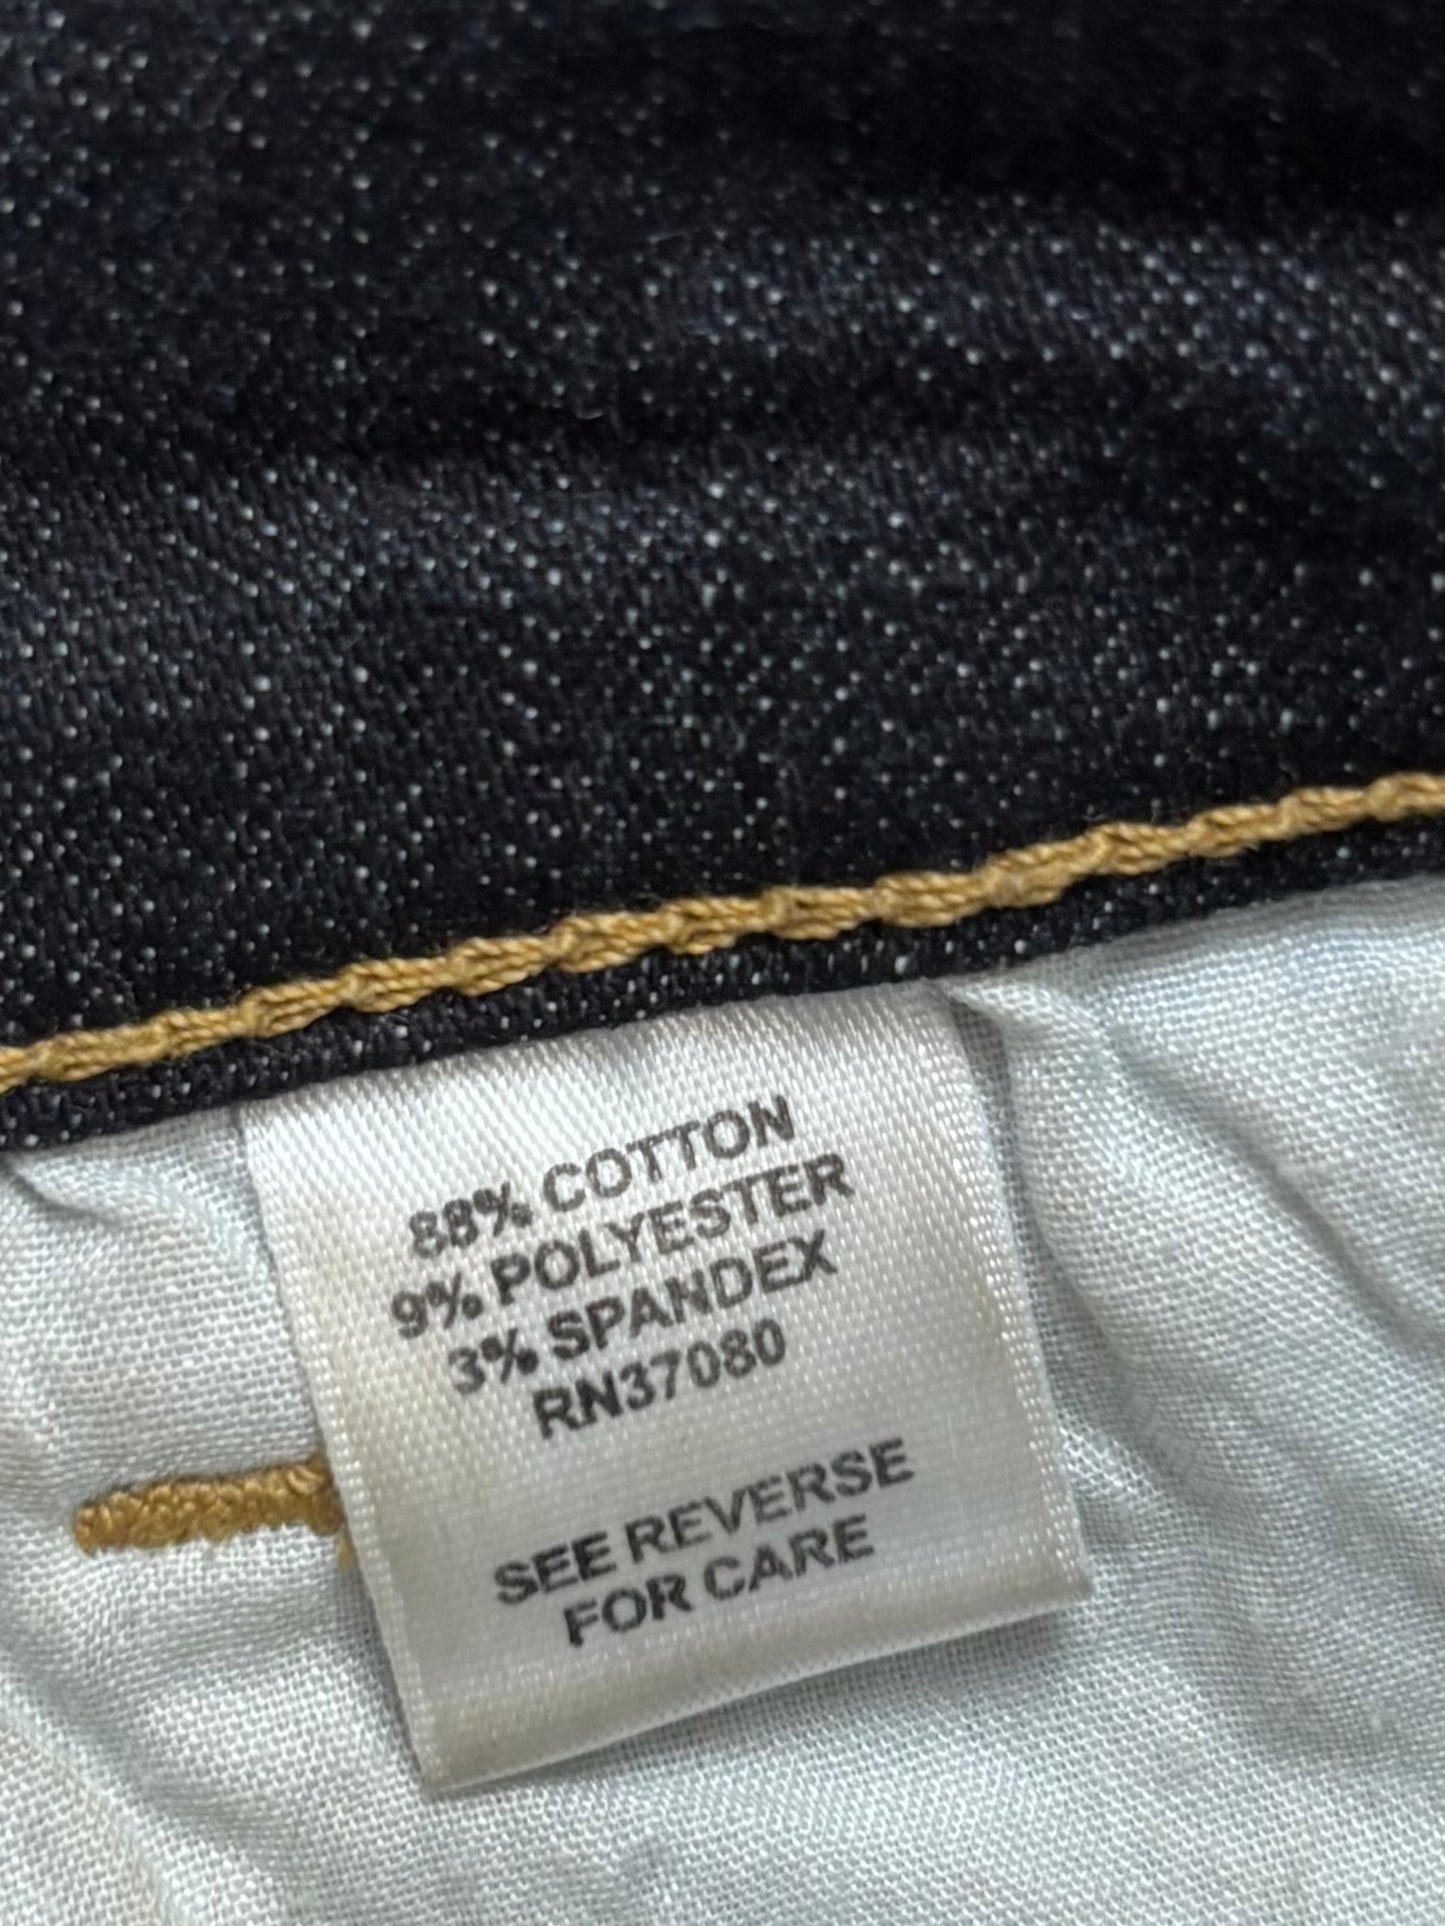 88% COTTON
9% POLYESTER
3% SPANDEX
RN37080
SEE REVERSE
FOR CARE